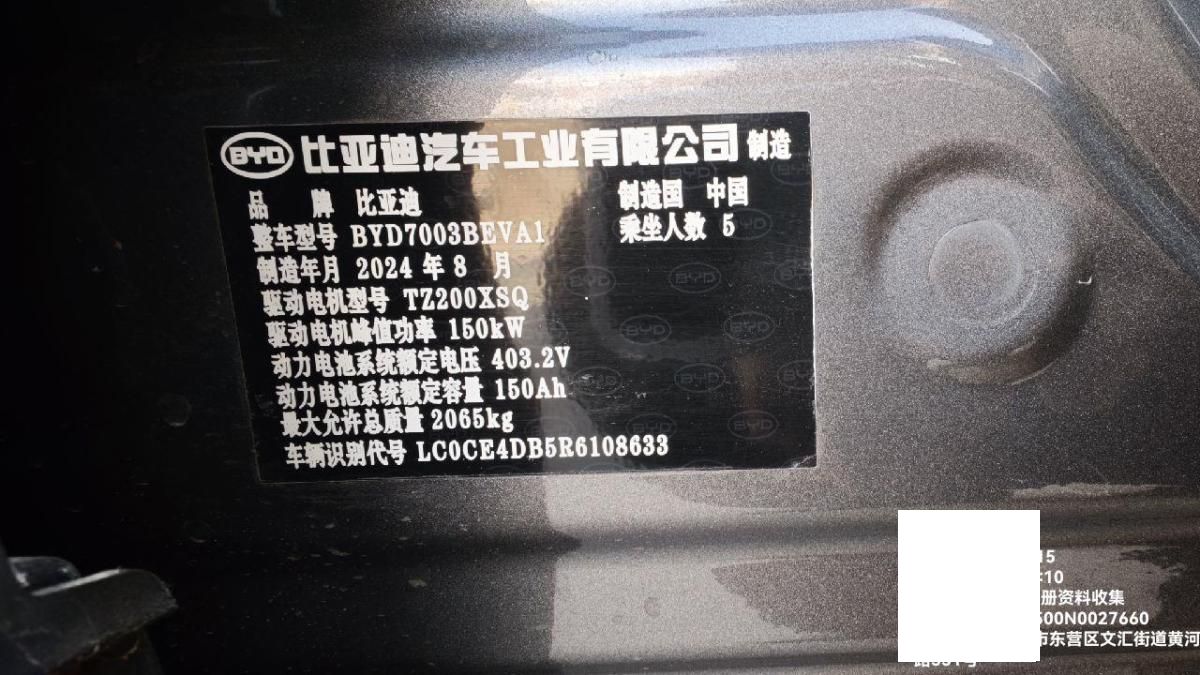 BYD 比亚迪汽车工业有限公司 制造
品 牌 比亚迪 制造国 中国
整车型号 BYD7003BEVA1 乘坐人数 5
制造年月 2024 年 8 月
驱动电机型号 TZ200XSQ
驱动电机峰值功率 150kW
动力电池系统额定电压 403.2V
动力电池系统额定容量 150Ah
最大允许总质量 2065kg
车辆识别代号 LC0CE4DB5R6108633
15
:10
册资料收集
500N0027660
市东营区文汇街道黄河